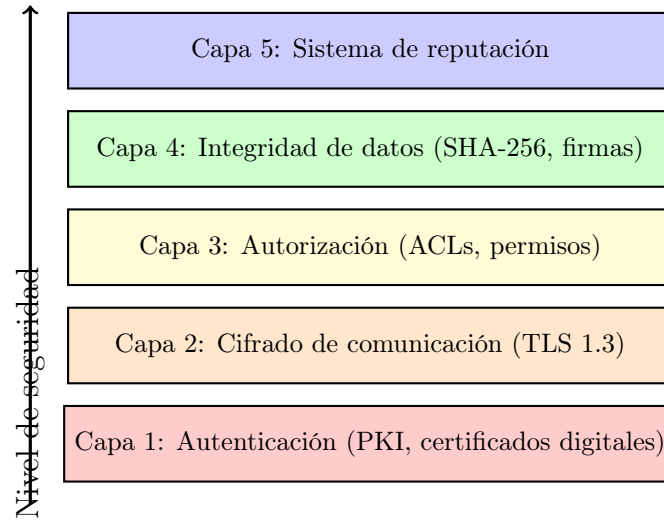 Capa 5: Sistema de reputación
Capa 4: Integridad de datos (SHA-256, firmas)
Capa 3: Autorización (ACLs, permisos)
Capa 2: Cifrado de comunicación (TLS 1.3)
Capa 1: Autenticación (PKI, certificados digitales)
Nivel de seguridad